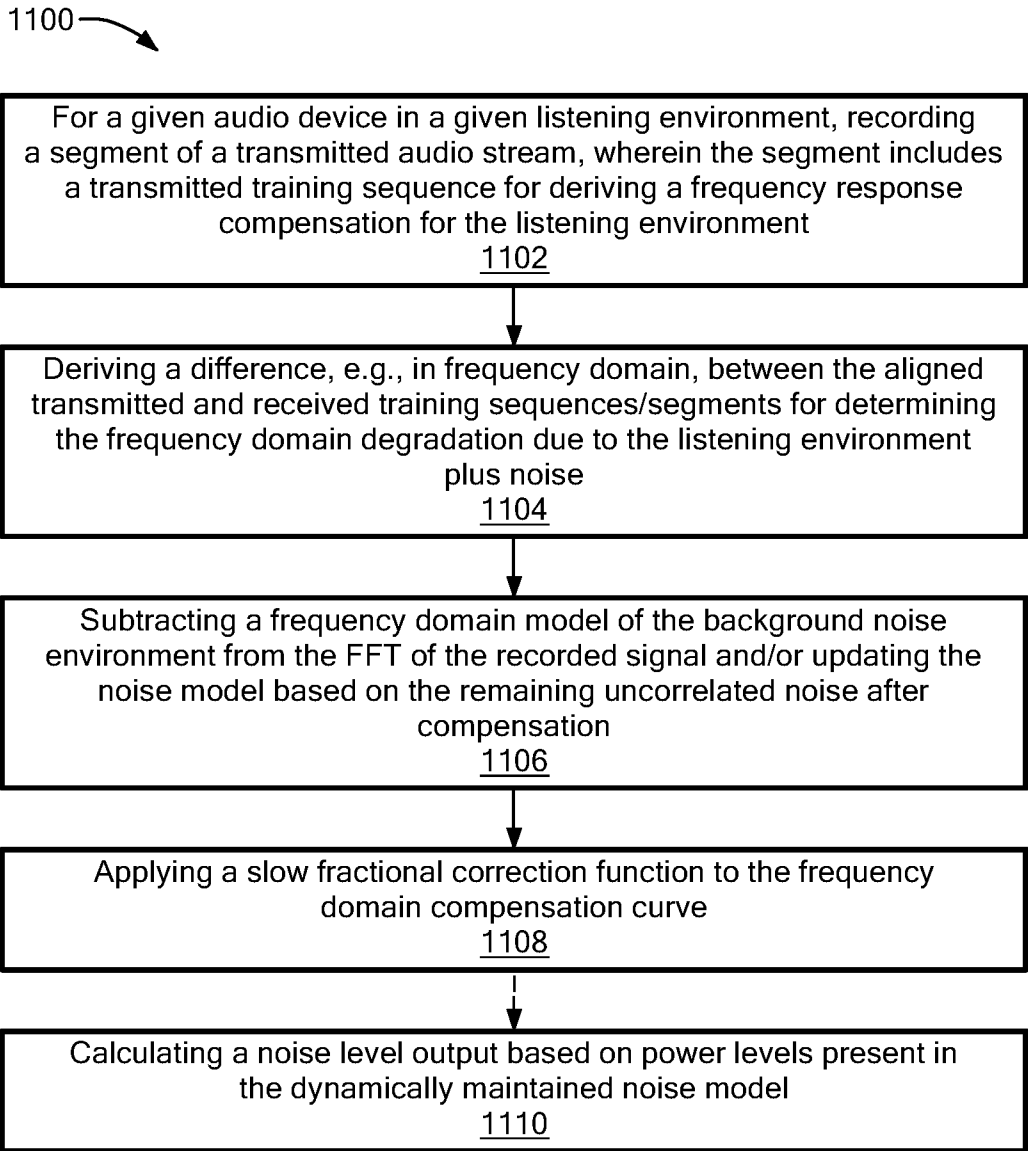 1100
For a given audio device in a given listening environment, recording
a segment of a transmitted audio stream, wherein the segment includes
a transmitted training sequence for deriving a frequency response
compensation for the listening environment
1102
Deriving a difference, e.g., in frequency domain, between the aligned
transmitted and received training sequences/segments for determining
the frequency domain degradation due to the listening environment
plus noise
1104
Subtracting a frequency domain model of the background noise
environment from the FFT of the recorded signal and/or updating the
noise model based on the remaining uncorrelated noise after
compensation
1106
Applying a slow fractional correction function to the frequency
domain compensation curve
1108
Calculating a noise level output based on power levels present in
the dynamically maintained noise model
1110